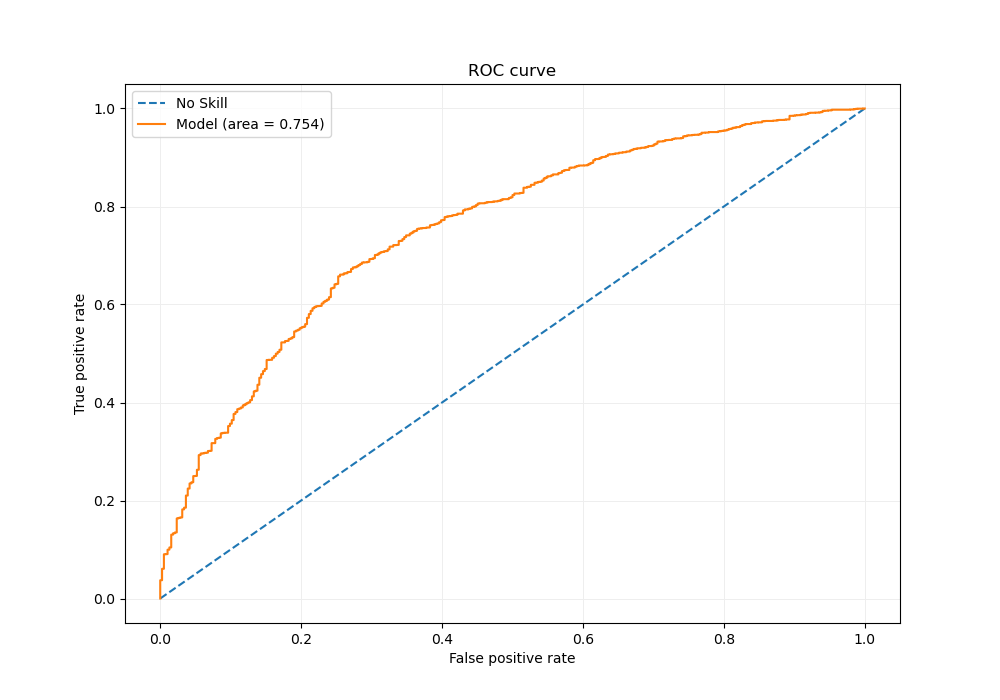 ROC curve
No Skill
Model (area = 0.754)
1.0
0.8
0.6
0.4
0.2
0.0
True positive rate
0.0 0.2 0.4 0.6 0.8 1.0
False positive rate